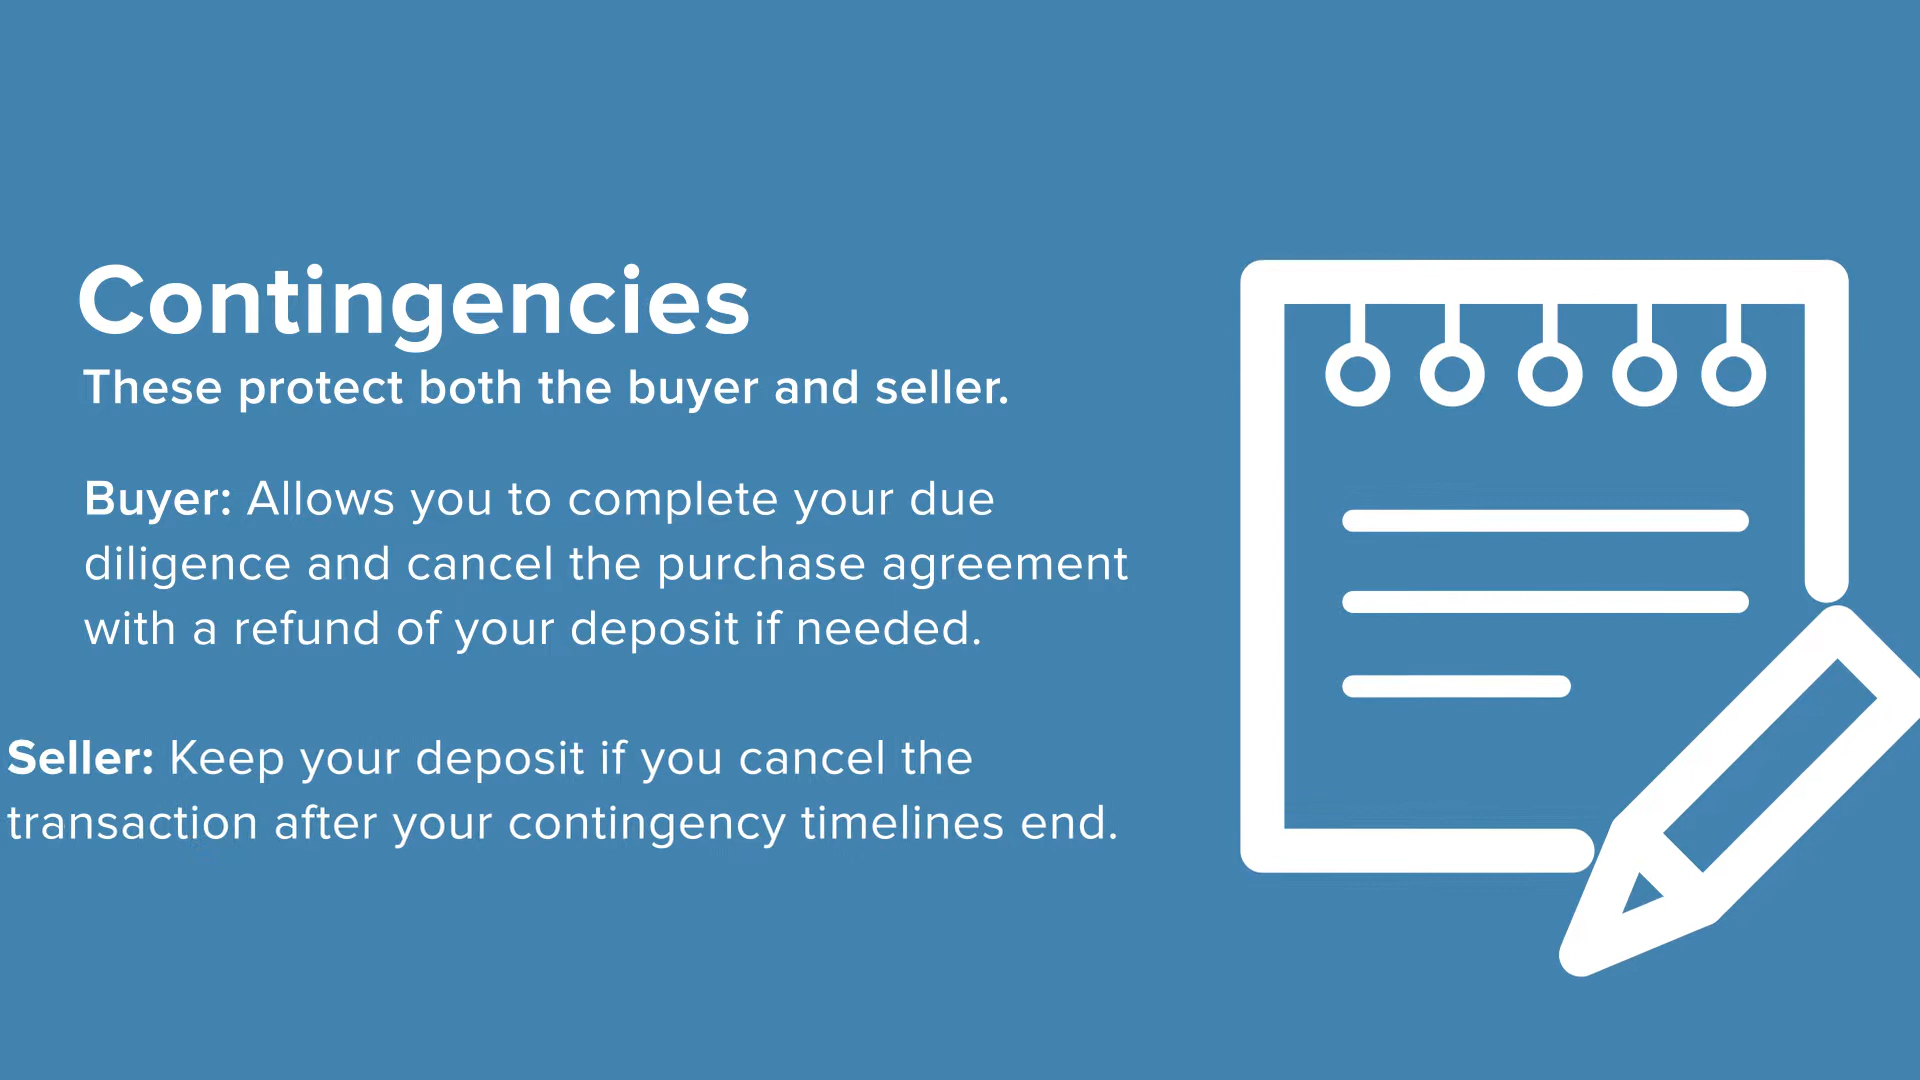 Contingencies
These protect both the buyer and seller.
Buyer: Allows you to complete your due
diligence and cancel the purchase agreement
with a refund of your deposit if needed.
Seller: Keep your deposit if you cancel the
transaction after your contingency timelines end.